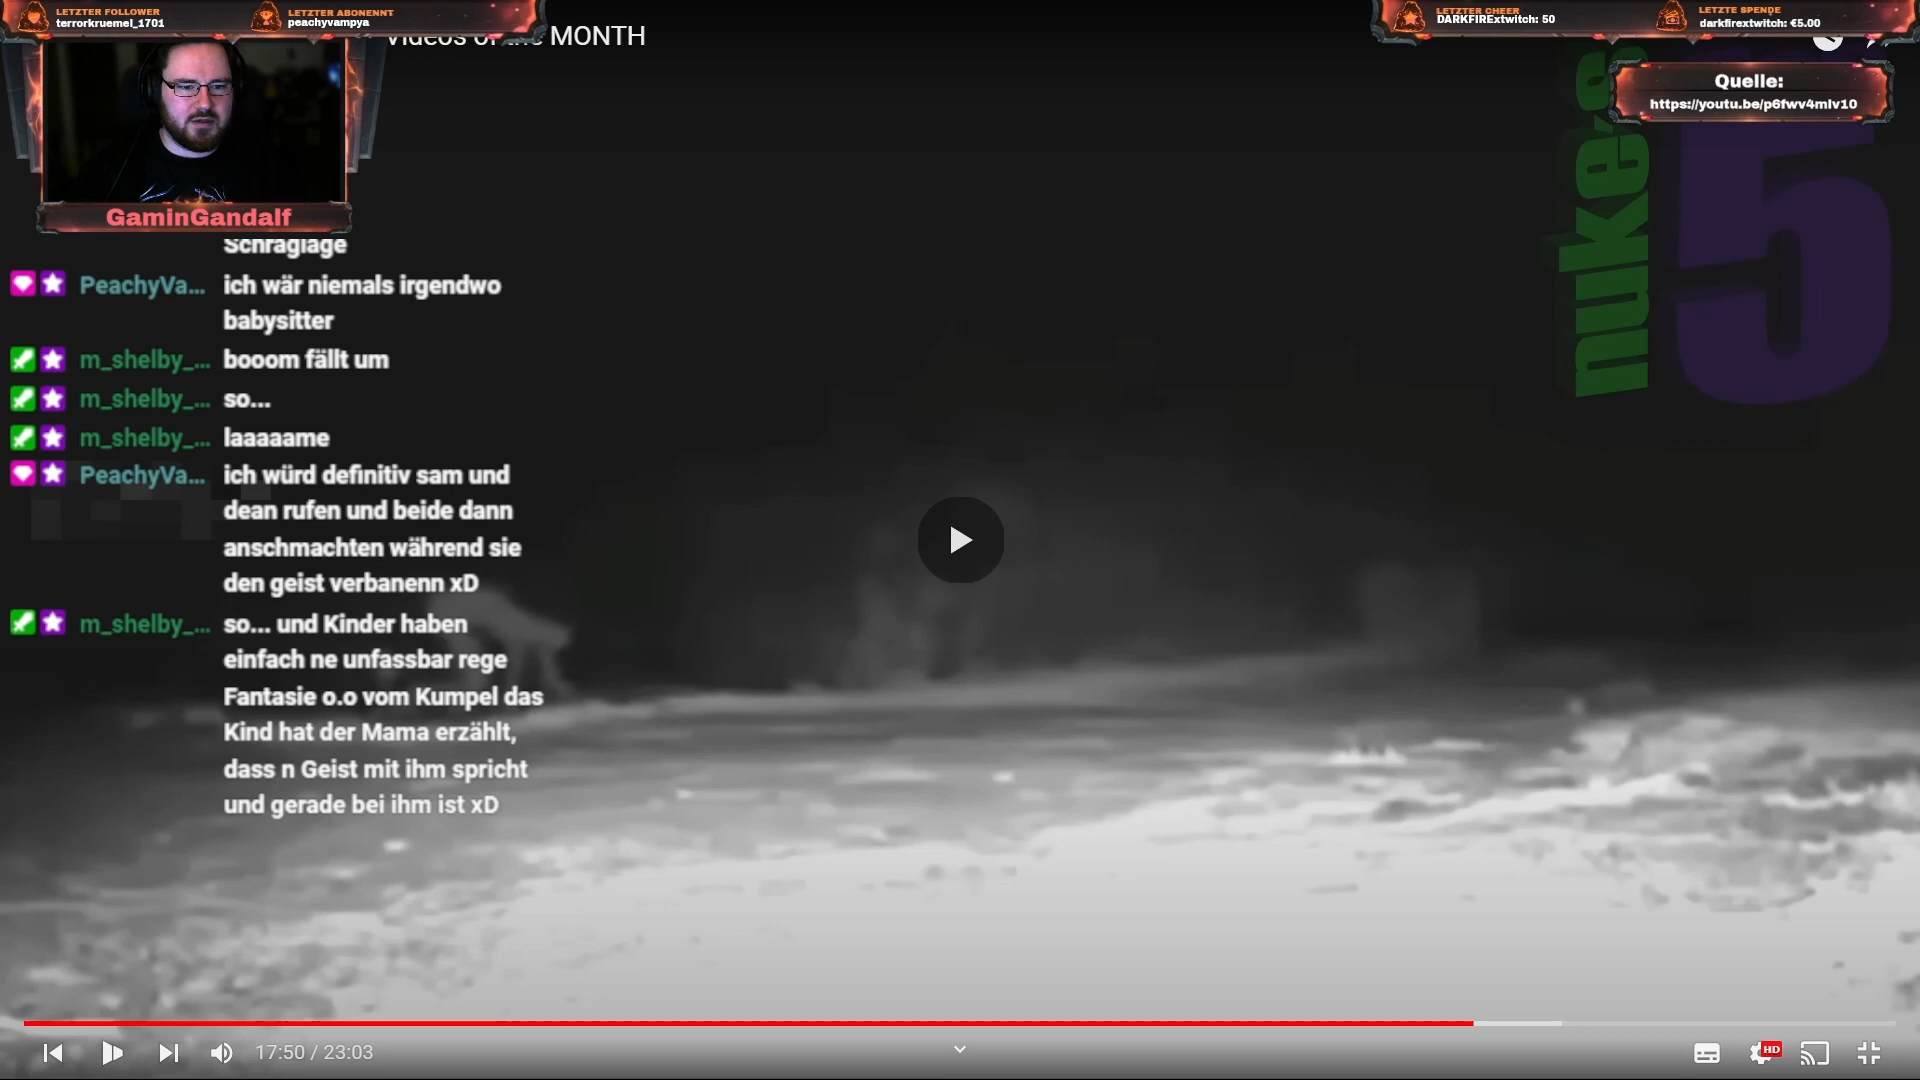 LETZTER FOLLOWER
terrorkruemel_1701
LETZTER ABONENNT
peachyvampya
LETZTER CHEER
DARKFIRExtwitch: 50
LETZTE SPENDE
darkfirextwitch: €5.00
Videos of the MONTH
Quelle:
https://youtu.be/p6fwv4mlv10
nuke's
5
GaminGandalf
Schräglage
PeachyVa... ich wär niemals irgendwo
babysitter
m_shelby_... booom fällt um
m_shelby_... so...
m_shelby_... laaaaame
PeachyVa... ich würd definitiv sam und
dean rufen und beide dann
anschmachten während sie
den geist verbanenn xD
m_shelby_... so... und Kinder haben
einfach ne unfassbar rege
Fantasie o.o vom Kumpel das
Kind hat der Mama erzählt,
dass n Geist mit ihm spricht
und gerade bei ihm ist xD
17:50 / 23:03
HD